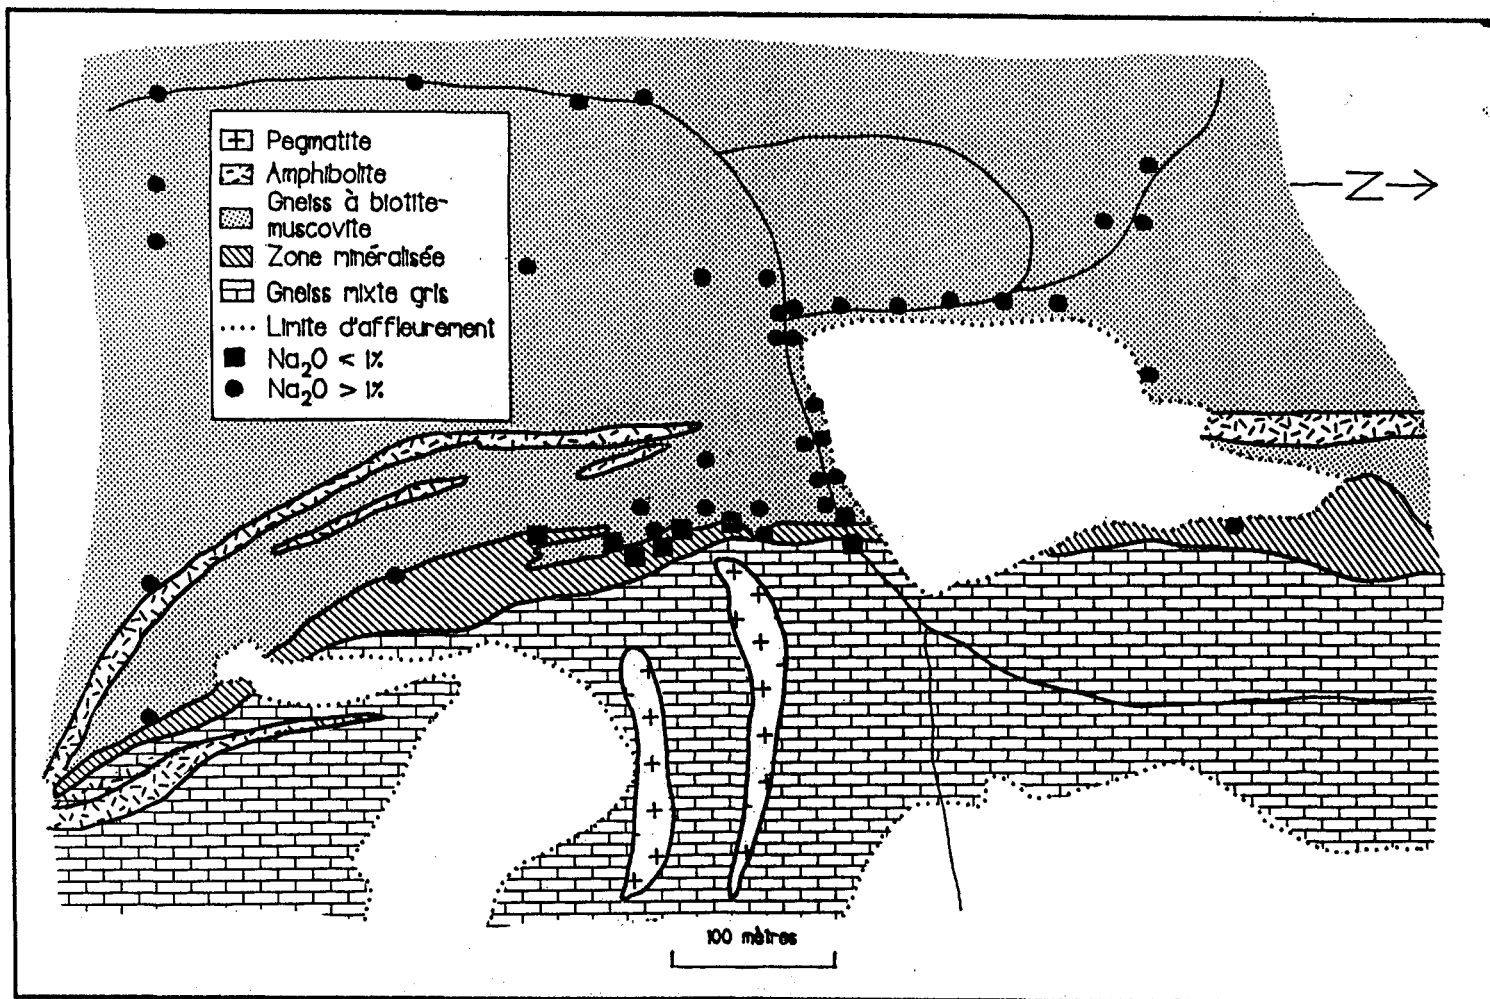 Pegmatite
Amphibolite
Gneiss à biotite-
muscovite
Zone minéralisée
Gneiss mixte gris
Limite d'affleurement
Na2O < 1%
Na2O > 1%
N
100 mètres